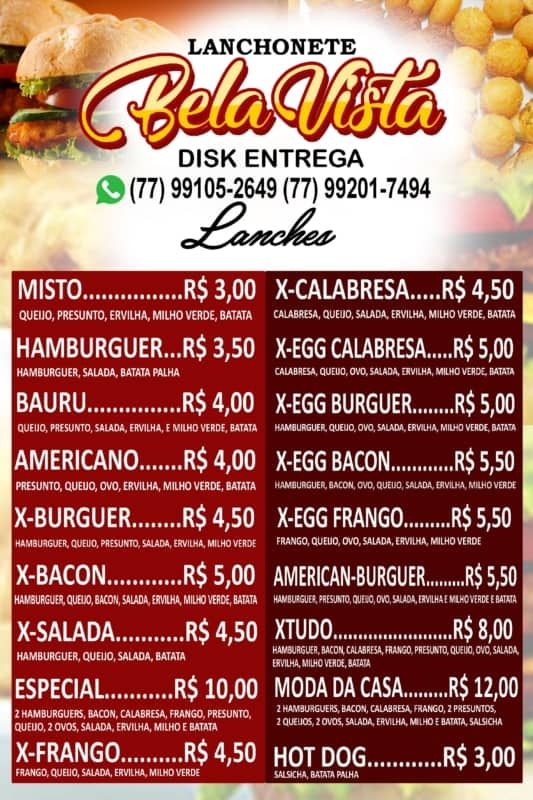 LANCHONETE
Bela Vista
DISK ENTREGA
(77) 99105-2649 (77) 99201-7494
Lanches
MISTO.................R$ 3,00
QUEIJO, PRESUNTO, ERVILHA, MILHO VERDE, BATATA
HAMBURGUER...R$ 3,50
HAMBURGUER, SALADA, BATATA PALHA
BAURU...............R$ 4,00
QUEIJO, PRESUNTO, SALADA, ERVILHA, E MILHO VERDE, BATATA
AMERICANO.......R$ 4,00
PRESUNTO, QUEIJO, OVO, ERVILHA, MILHO VERDE, BATATA
X-BURGUER........R$ 4,50
HAMBURGUER, QUEIJO, PRESUNTO, SALADA, ERVILHA, MILHO VERDE
X-BACON............R$ 5,00
HAMBURGUER, QUEIJO, BACON, SALADA, ERVILHA, MILHO VERDE, BATATA
X-SALADA...........R$ 4,50
HAMBURGUER, QUEIJO, SALADA, BATATA
ESPECIAL...........R$ 10,00
2 HAMBURGUERS, BACON, CALABRESA, FRANGO, PRESUNTO,
QUEIJO, 2 OVOS, SALADA, ERVILHA, MILHO E BATATA
X-FRANGO..........R$ 4,50
FRANGO, QUEIJO, SALADA, ERVILHA, MILHO VERDE
X-CALABRESA.....R$ 4,50
CALABRESA, QUEIJO, SALADA, ERVILHA, MILHO VERDE, BATATA
X-EGG CALABRESA....R$ 5,00
CALABRESA, QUEIJO, OVO, SALADA, ERVILHA, MILHO VERDE, BATATA
X-EGG BURGUER......R$ 5,00
HAMBURGUER, QUEIJO, OVO, SALADA, ERVILHA, MILHO VERDE, BATATA
X-EGG BACON.........R$ 5,50
HAMBURGUER, BACON, OVO, QUEIJO, SALADA, ERVILHA, MILHO VERDE
X-EGG FRANGO.......R$ 5,50
FRANGO, QUEIJO, OVO, SALADA, ERVILHA, MILHO VERDE
AMERICAN-BURGUER.........R$ 5,50
HAMBURGUER, PRESUNTO, QUEIJO, OVO, SALADA, ERVILHA E MILHO VERDE E BATATA
XTUDO......................R$ 8,00
HAMBURGUER, BACON, CALABRESA, FRANGO, PRESUNTO, QUEIJO, OVO, SALADA,
ERVILHA, MILHO VERDE, BATATA
MODA DA CASA.......R$ 12,00
2 HAMBURGUERS, BACON, CALABRESA, FRANGO, 2 PRESUNTOS,
2 QUEIJOS, 2 OVOS, SALADA, ERVILHA, MILHO E BATATA, SALSICHA
HOT DOG..............R$ 3,00
SALSICHA, BATATA PALHA